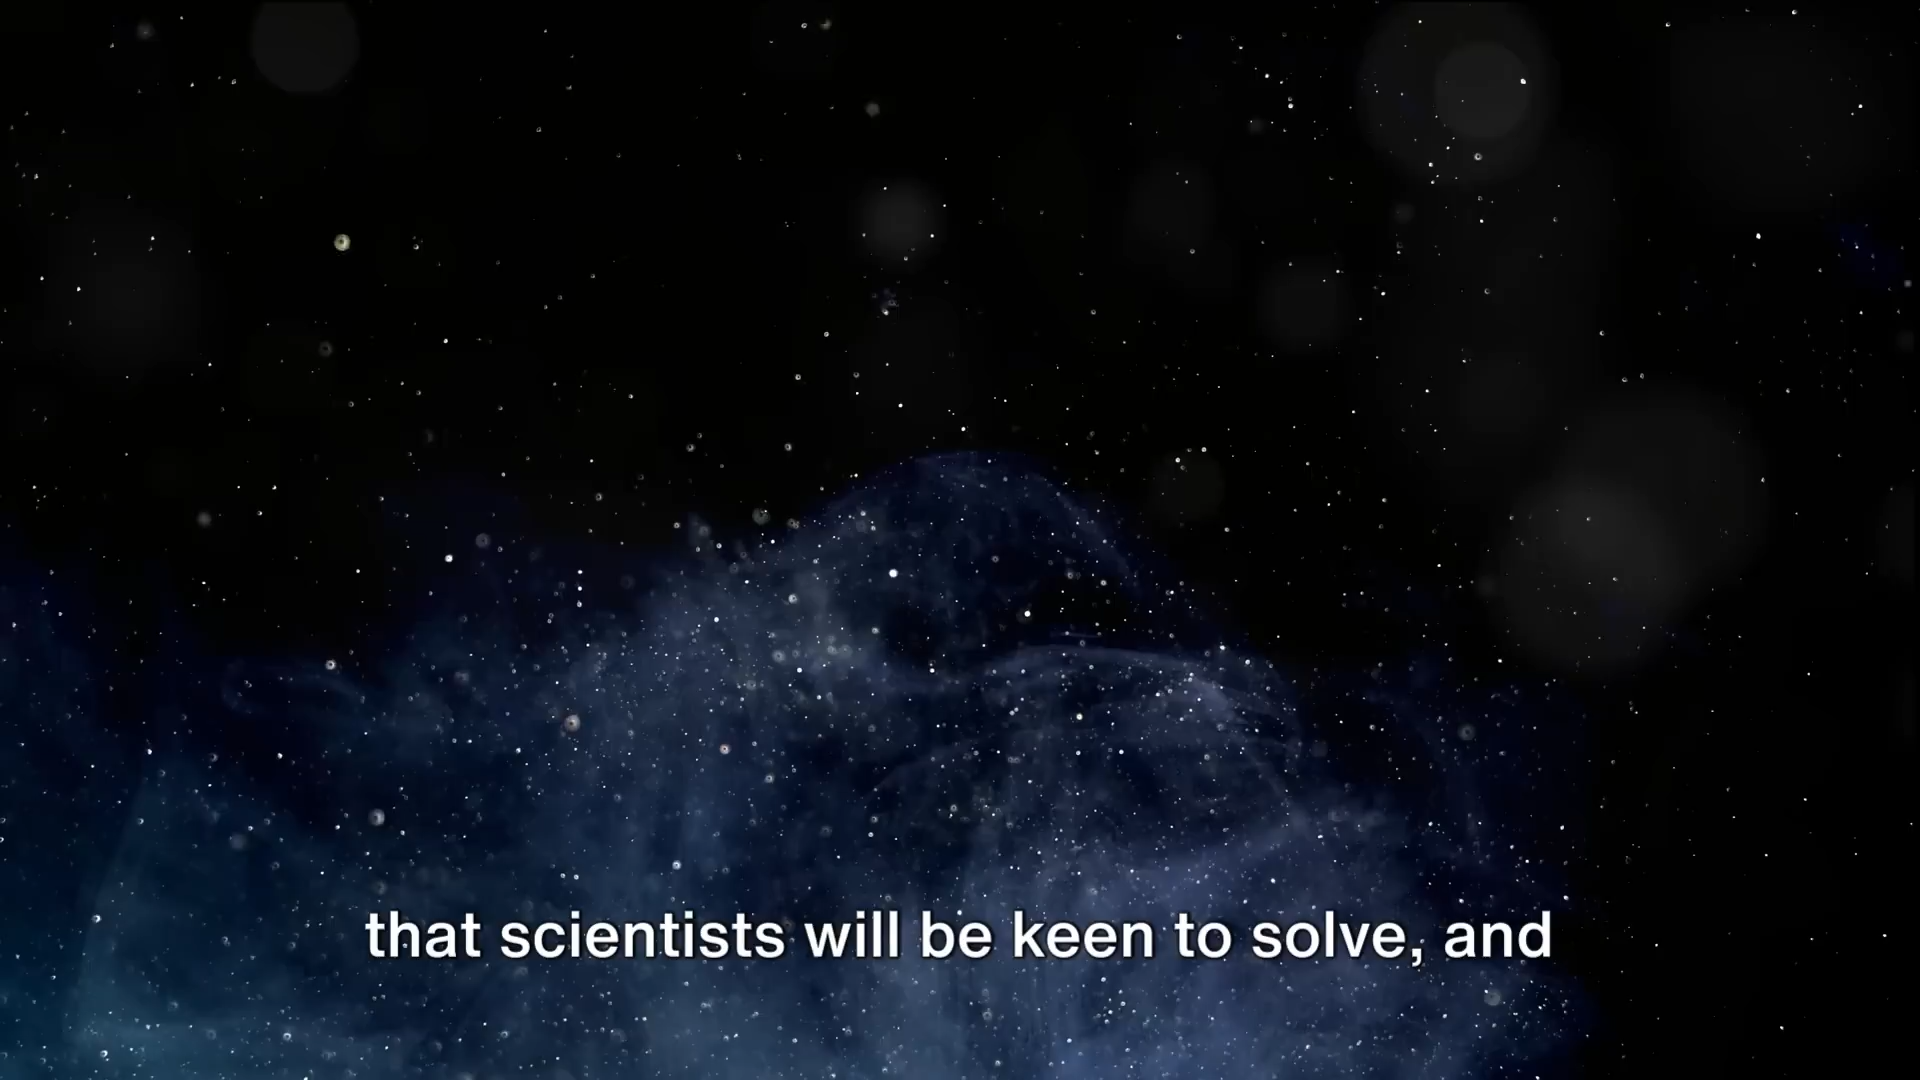 that scientists will be keen to solve, and